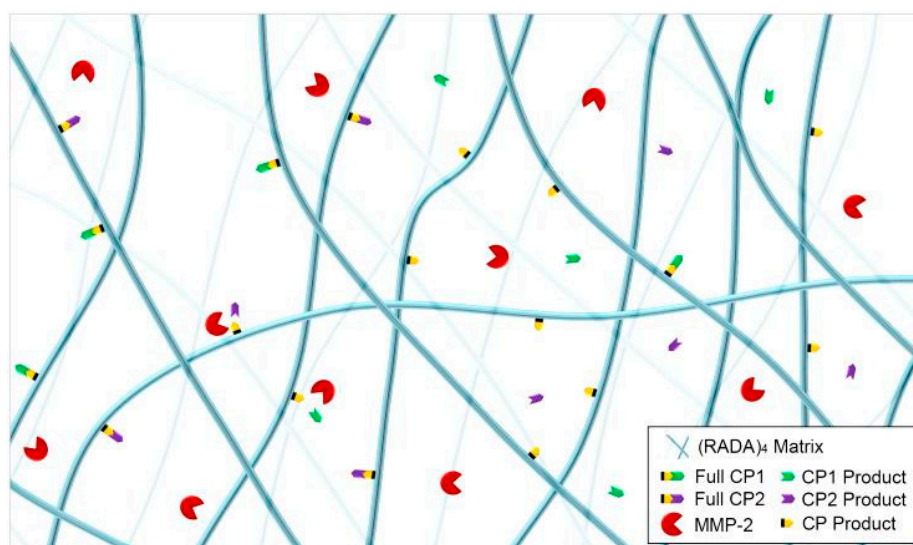 (RADA)₄ Matrix
Full CP1 CP1 Product
Full CP2 CP2 Product
MMP-2 CP Product